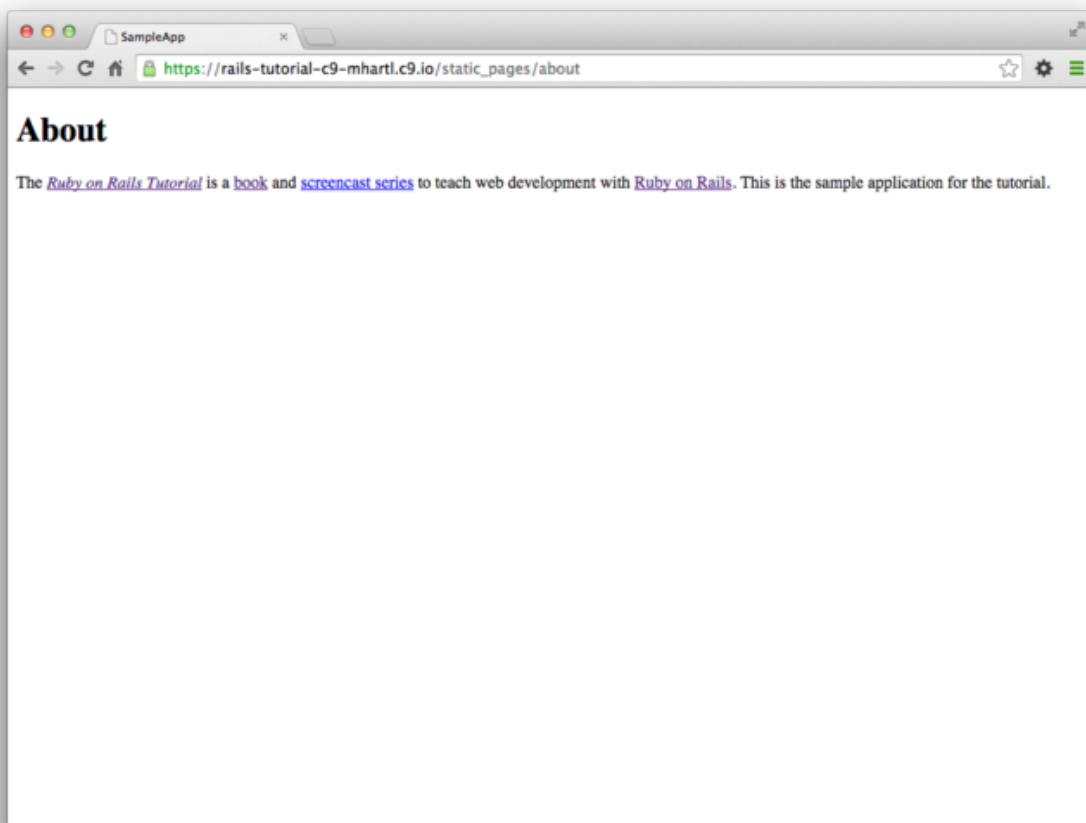 SampleApp
https://rails-tutorial-c9-mhartl.c9.io/static_pages/about
About
The Ruby on Rails Tutorial is a book and screencast series to teach web development with Ruby on Rails. This is the sample application for the tutorial.